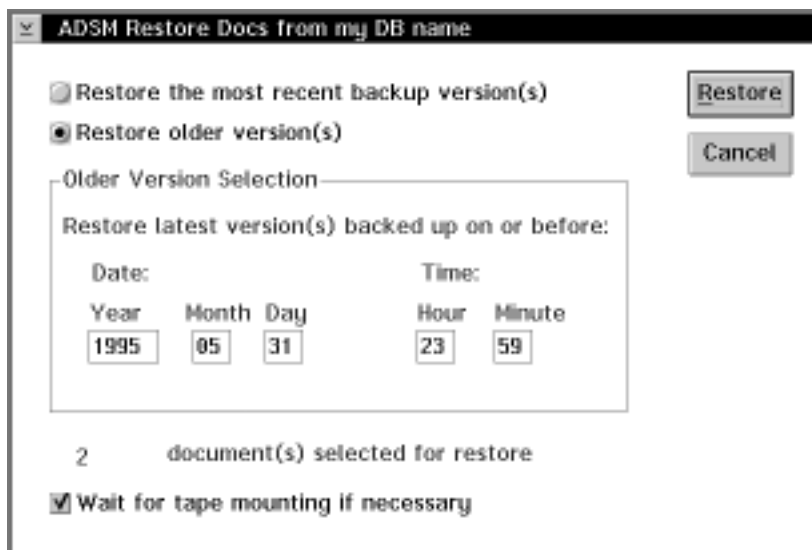 ADSM Restore Docs from my DB name
Restore the most recent backup version(s)
Restore
Restore older version(s)
Cancel
Older Version Selection
Restore latest version(s) backed up on or before:
Date: Time:
Year Month Day Hour Minute
1995 05 31 23 59
2 document(s) selected for restore
Wait for tape mounting if necessary